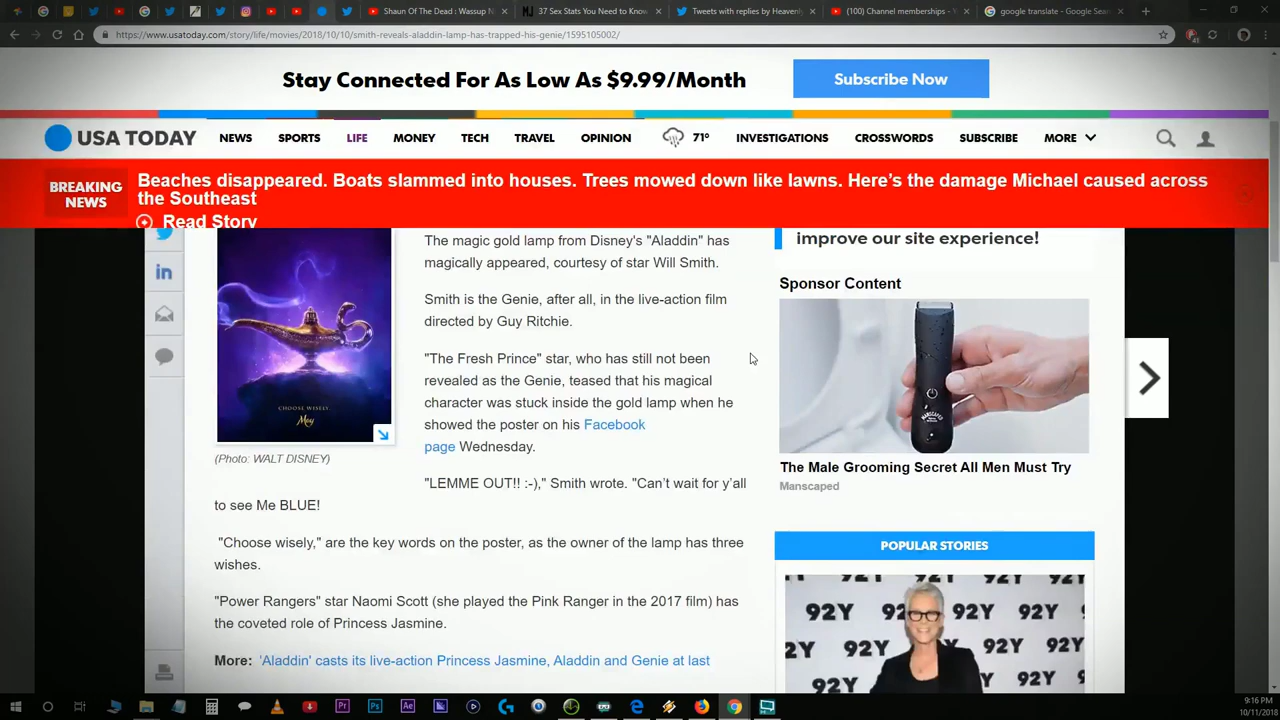 Shaun Of The Dead : Wassup N
37 Sex Stats You Need to Know
Tweets with replies by Heavenly
(100) Channel memberships - Y
google translate - Google Sear
https://www.usatoday.com/story/life/movies/2018/10/10/smith-reveals-aladdin-lamp-has-trapped-his-genie/1595105002/
Stay Connected For As Low As $9.99/Month
Subscribe Now
USA TODAY
NEWS SPORTS LIFE MONEY TECH TRAVEL OPINION 71° INVESTIGATIONS CROSSWORDS SUBSCRIBE MORE
BREAKING NEWS
Beaches disappeared. Boats slammed into houses. Trees mowed down like lawns. Here’s the damage Michael caused across
the Southeast
Read Story
CHOOSE WISELY.
May
(Photo: WALT DISNEY)
The magic gold lamp from Disney's "Aladdin" has
magically appeared, courtesy of star Will Smith.
Smith is the Genie, after all, in the live-action film
directed by Guy Ritchie.
"The Fresh Prince" star, who has still not been
revealed as the Genie, teased that his magical
character was stuck inside the gold lamp when he
showed the poster on his Facebook
page Wednesday.
"LEMME OUT!! :-)," Smith wrote. "Can’t wait for y’all
to see Me BLUE!
"Choose wisely," are the key words on the poster, as the owner of the lamp has three
wishes.
"Power Rangers" star Naomi Scott (she played the Pink Ranger in the 2017 film) has
the coveted role of Princess Jasmine.
More: 'Aladdin' casts its live-action Princess Jasmine, Aladdin and Genie at last
improve our site experience!
Sponsor Content
MANSCAPED
The Male Grooming Secret All Men Must Try
Manscaped
POPULAR STORIES
92Y 92Y 92Y
92Y 92Y
2Y 92Y
9:16 PM
10/11/2018